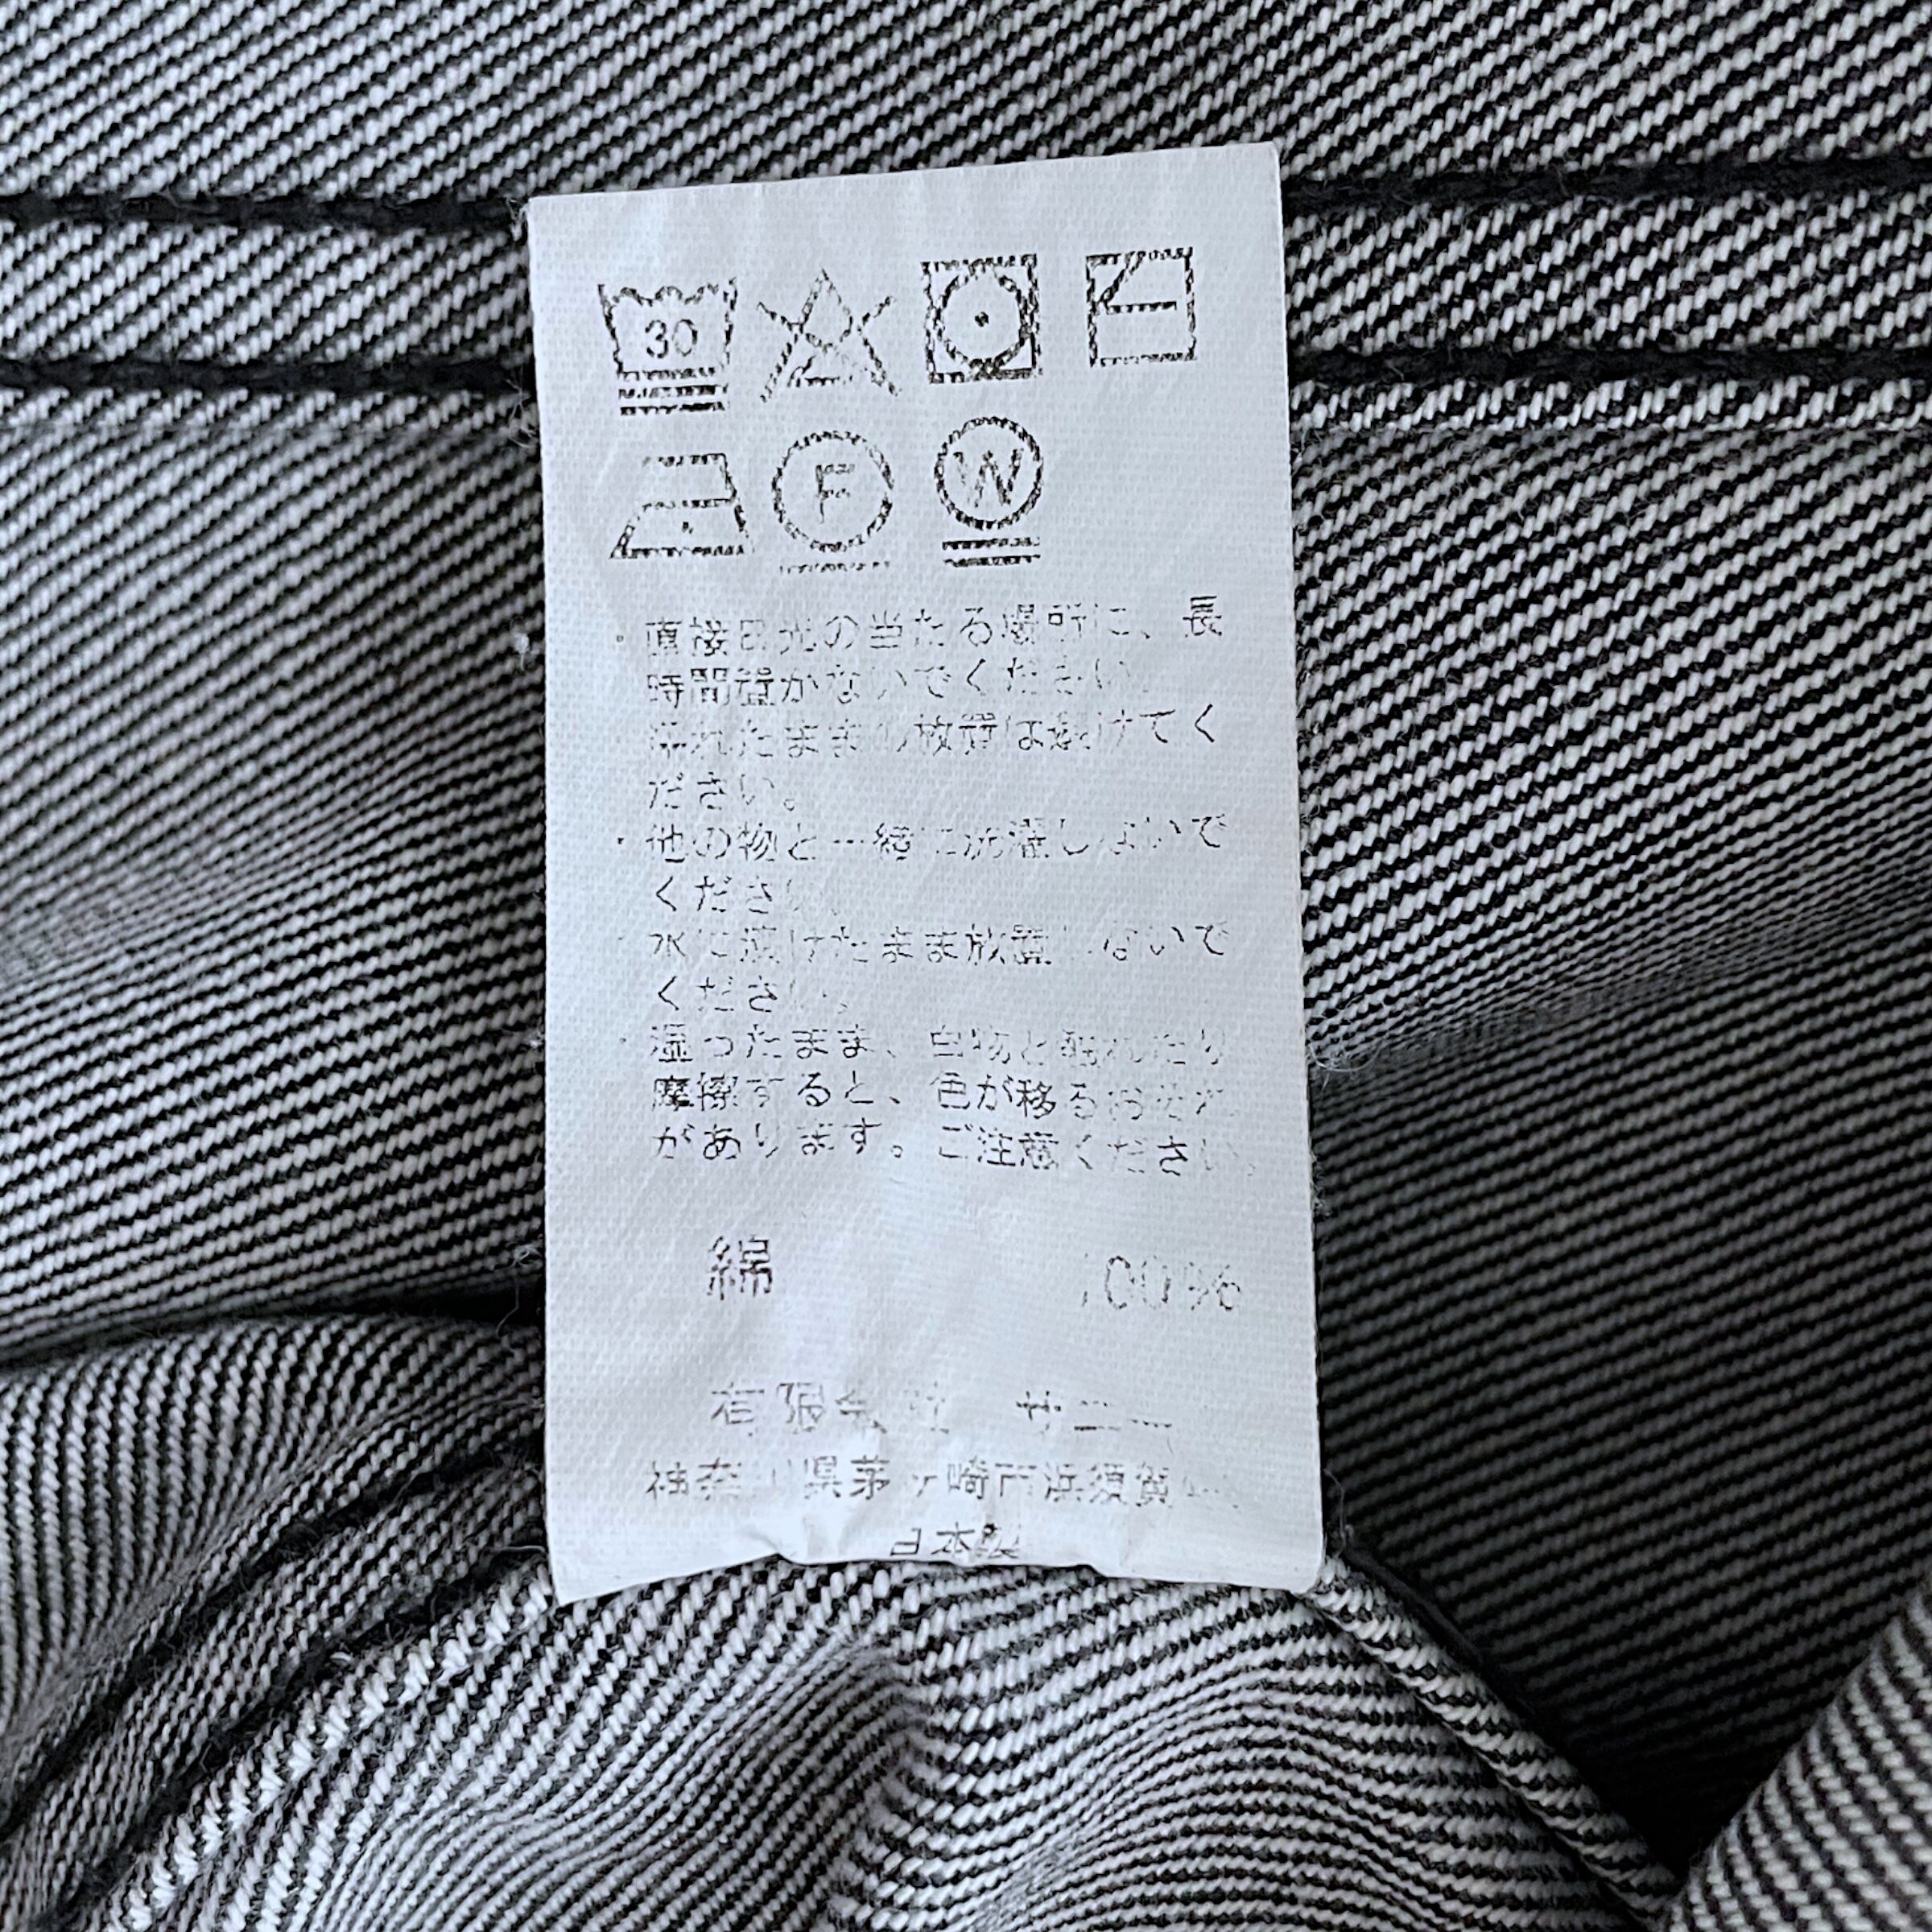 30
F
W
・直接日光の当たる場所に、長
時間置かないでください。
・濡れたままの放置は避けてく
ださい。
・他の物と一緒に洗濯しないで
ください。
・水に漬けたまま放置しないで
ください。
・湿ったまま、白物と触れたり
摩擦すると、色が移るおそれ
があります。ご注意ください。
綿 100%
有限会社 サニー
神奈川県茅ヶ崎市浜須賀
日本製